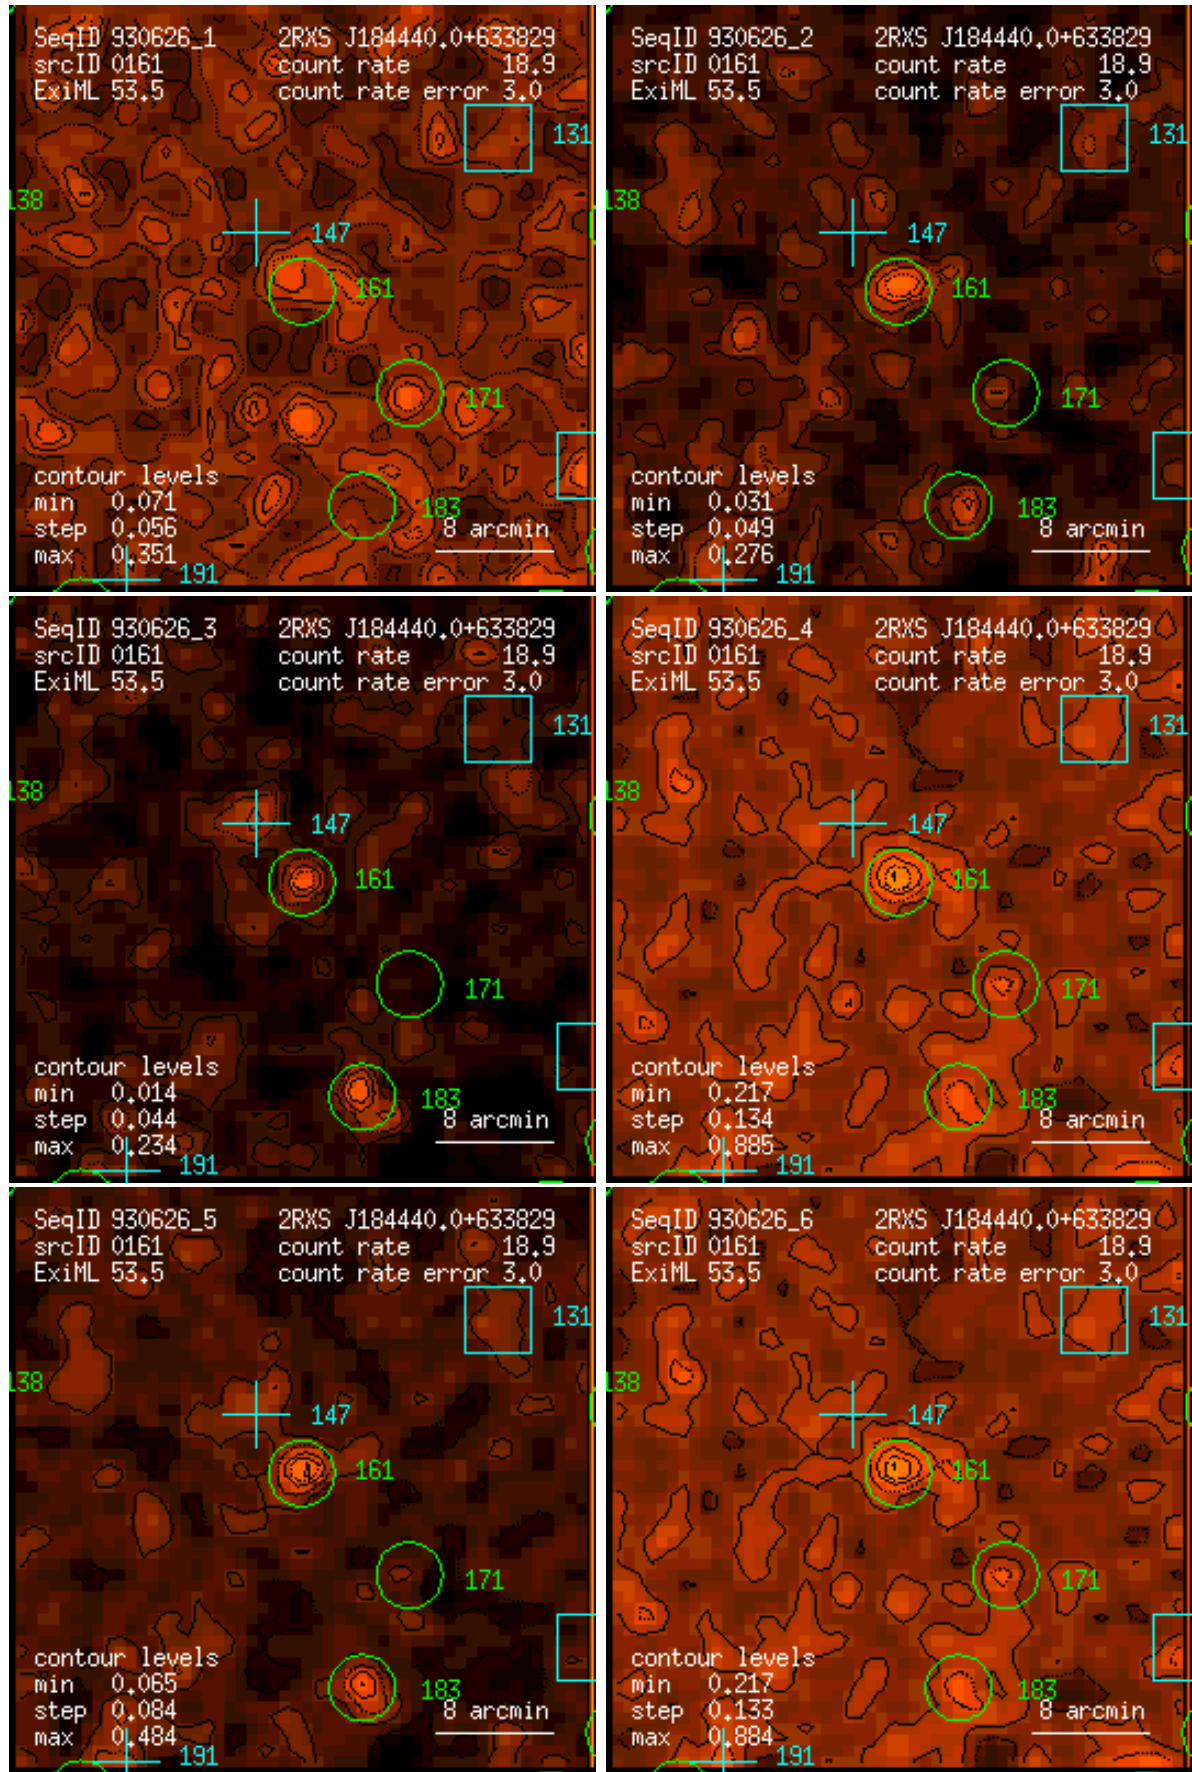 SeqID 930626_1 2RXS J184440.0+633829
srcID 0161 count rate 18.9
ExiML 53.5 count rate error 3.0
131
138
147
161
171
contour levels
min 0.071
183
step 0.056 8 arcmin
max 0.351
191
SeqID 930626_2 2RXS J184440.0+633829
srcID 0161 count rate 18.9
ExiML 53.5 count rate error 3.0
131
138
147
161
171
contour levels
min 0.031
183
step 0.049 8 arcmin
max 0.276
191
SeqID 930626_3 2RXS J184440.0+633829
srcID 0161 count rate 18.9
ExiML 53.5 count rate error 3.0
131
138
147
161
171
contour levels
min 0.014
183
step 0.044 8 arcmin
max 0.234
191
SeqID 930626_4 2RXS J184440.0+633829
srcID 0161 count rate 18.9
ExiML 53.5 count rate error 3.0
131
138
147
161
171
contour levels
min 0.217
183
step 0.134 8 arcmin
max 0.885
191
SeqID 930626_5 2RXS J184440.0+633829
srcID 0161 count rate 18.9
ExiML 53.5 count rate error 3.0
131
138
147
161
171
contour levels
min 0.065
183
step 0.084 8 arcmin
max 0.484
191
SeqID 930626_6 2RXS J184440.0+633829
srcID 0161 count rate 18.9
ExiML 53.5 count rate error 3.0
131
138
147
161
171
contour levels
min 0.217
183
step 0.133 8 arcmin
max 0.884
191